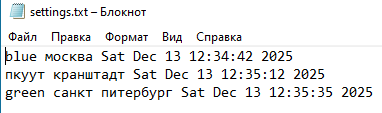 settings.txt – Блокнот
Файл Правка Формат Вид Справка
blue москва Sat Dec 13 12:34:42 2025
пкуут кранштадт Sat Dec 13 12:35:12 2025
green санкт питербург Sat Dec 13 12:35:35 2025